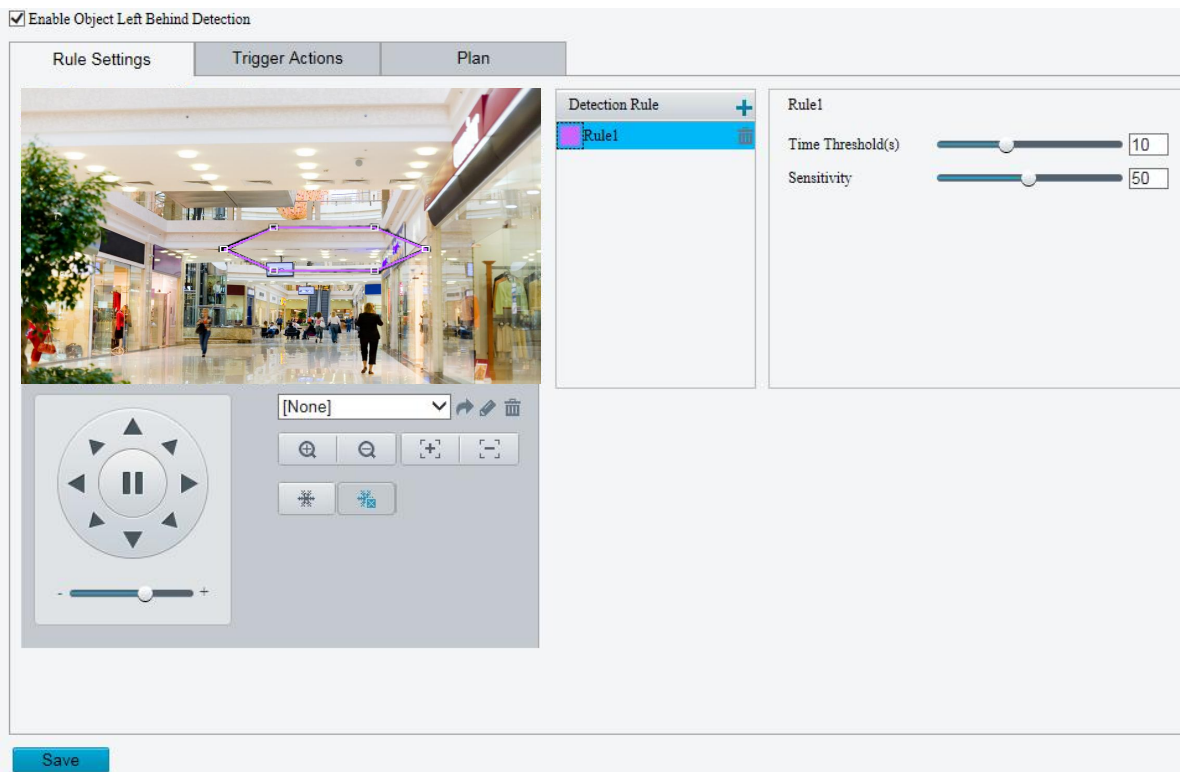 Enable Object Left Behind Detection
Rule Settings
Trigger Actions
Plan
Detection Rule
Rule1
Rule1
Time Threshold(s)
10
Sensitivity
50
[None]
- +
Save